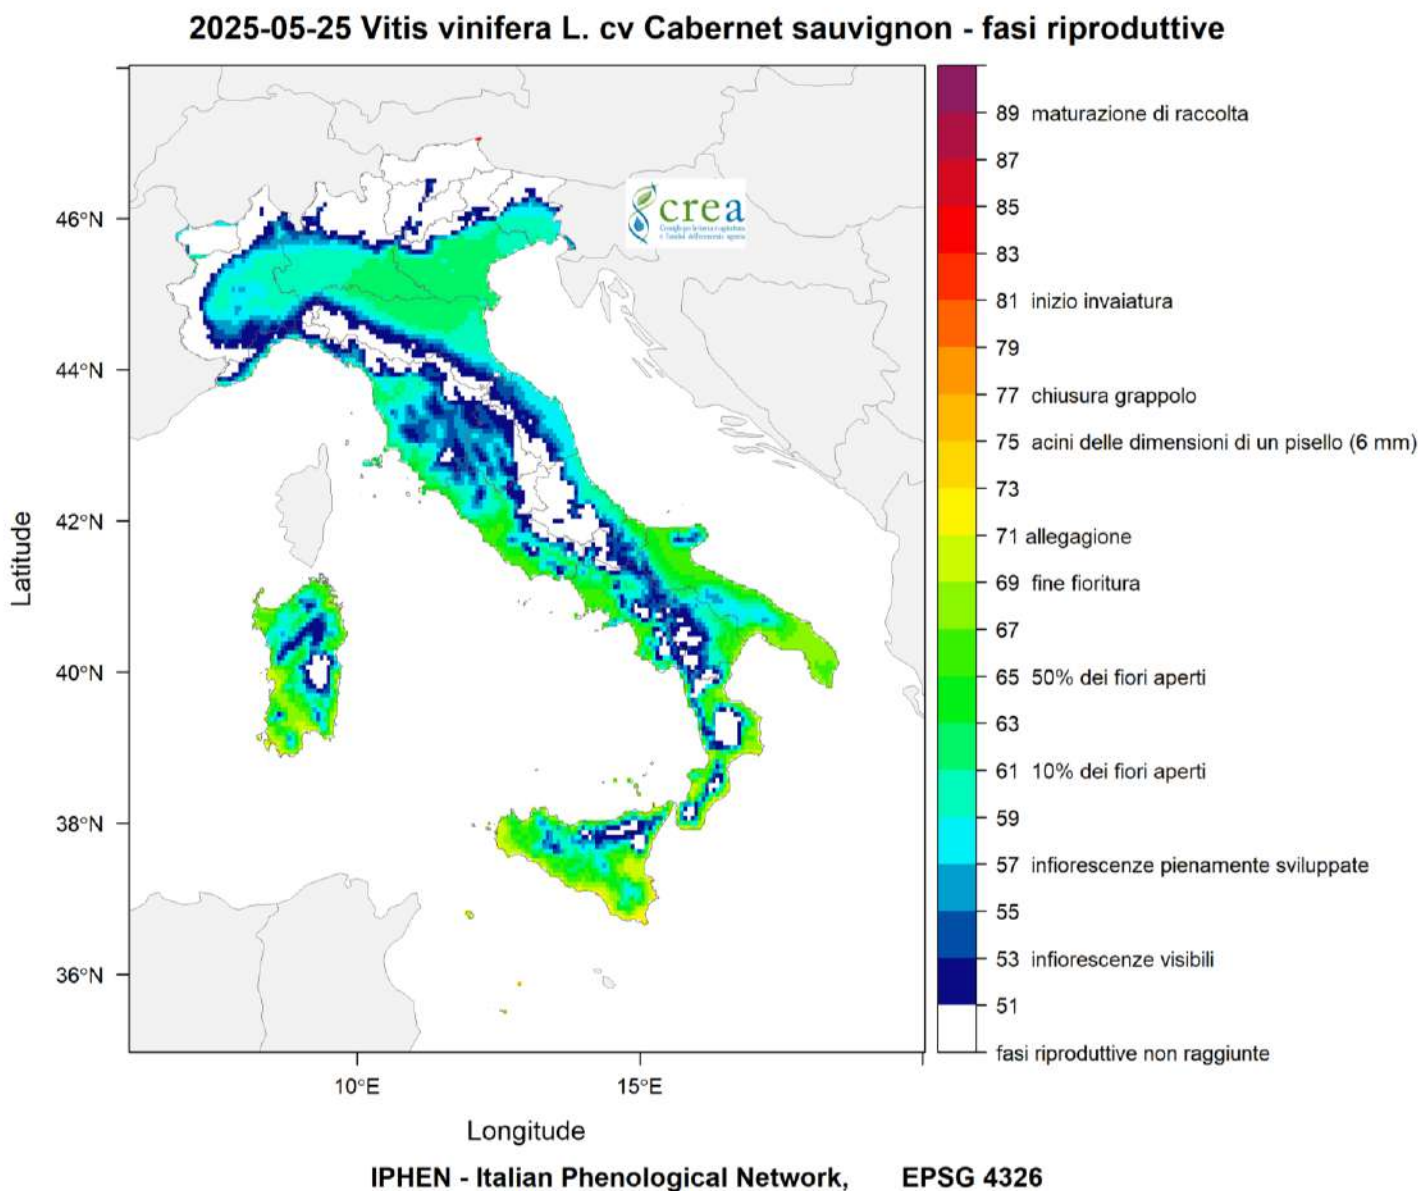 2025-05-25 Vitis vinifera L. cv Cabernet sauvignon - fasi riproduttive
46°N
44°N
42°N
40°N
38°N
36°N
Latitude
10°E
15°E
Longitude
crea
89 maturazione di raccolta
87
85
83
81 inizio invaiatura
79
77 chiusura grappolo
75 acini delle dimensioni di un pisello (6 mm)
73
71 allegagione
69 fine fioritura
67
65 50% dei fiori aperti
63
61 10% dei fiori aperti
59
57 infiorescenze pienamente sviluppate
55
53 infiorescenze visibili
51
fasi riproduttive non raggiunte
IPHEN - Italian Phenological Network, EPSG 4326